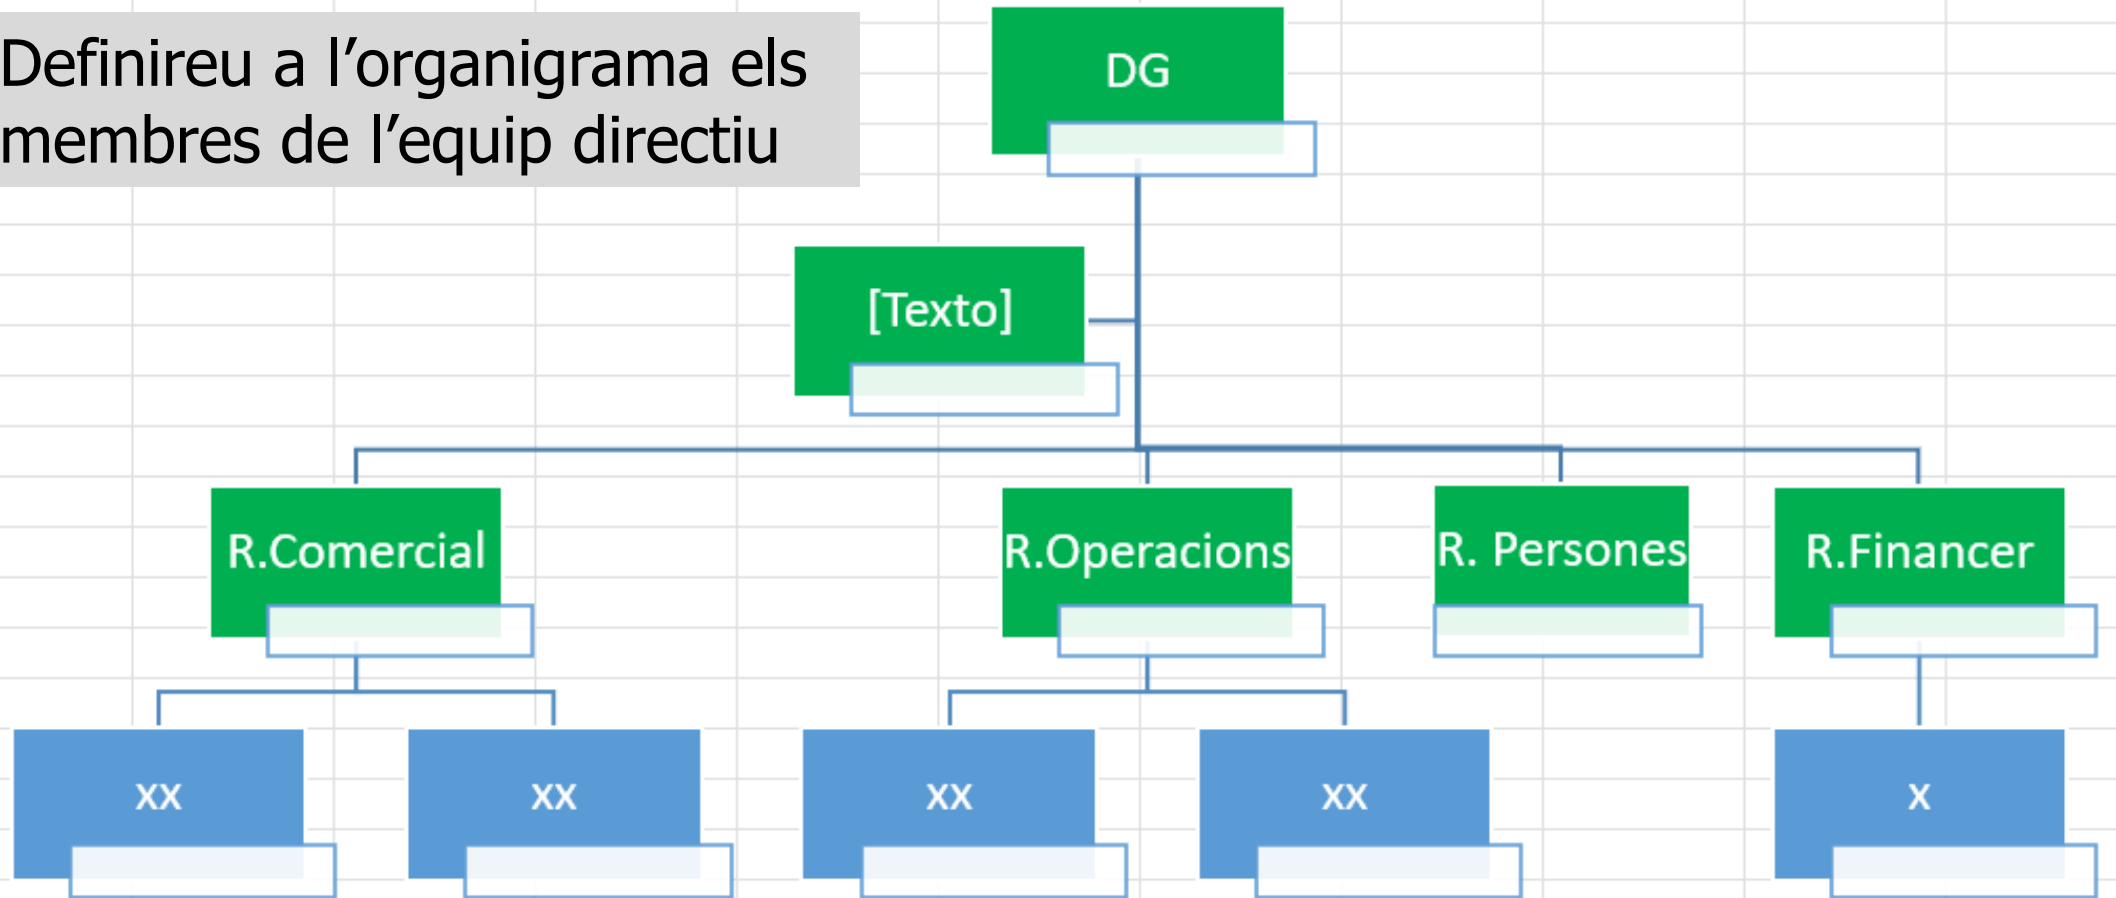 Definireu a l’organigrama els
membres de l’equip directiu
DG
[Texto]
R.Comercial
R.Operacions
R. Persones
R.Financer
xx
xx
xx
xx
x